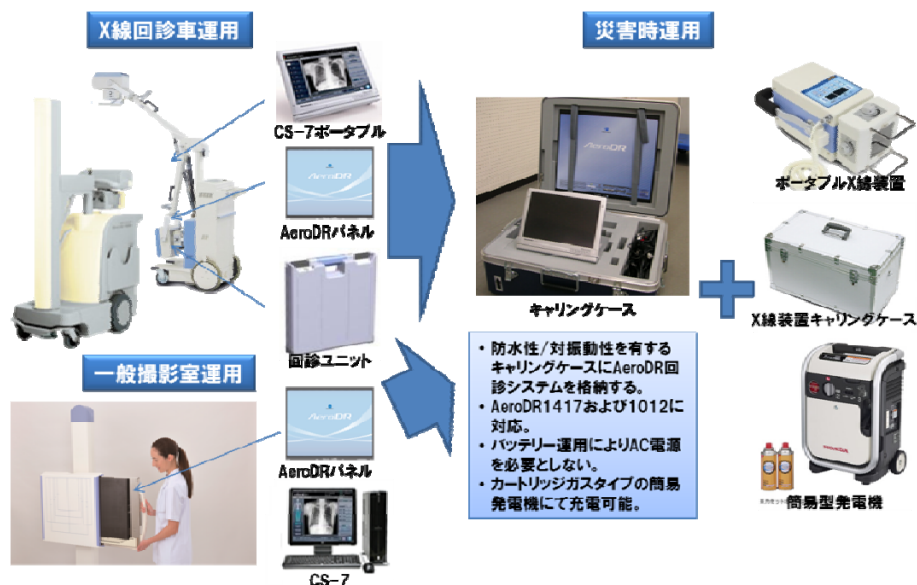 X線回診車運用
CS-7ポータブル
AeroDR
AeroDRパネル
回診ユニット
一般撮影室運用
AeroDR
AeroDRパネル
CS-7
災害時運用
AeroDR
キャリングケース
・防水性/対振動性を有する
キャリングケースにAeroDR回
診システムを格納する。
・AeroDR1417および1012に
対応。
・バッテリー運用によりAC電源
を必要としない。
・カートリッジガスタイプの簡易
発電機にて充電可能。
ポータブルX線装置
X線装置キャリングケース
簡易型発電機